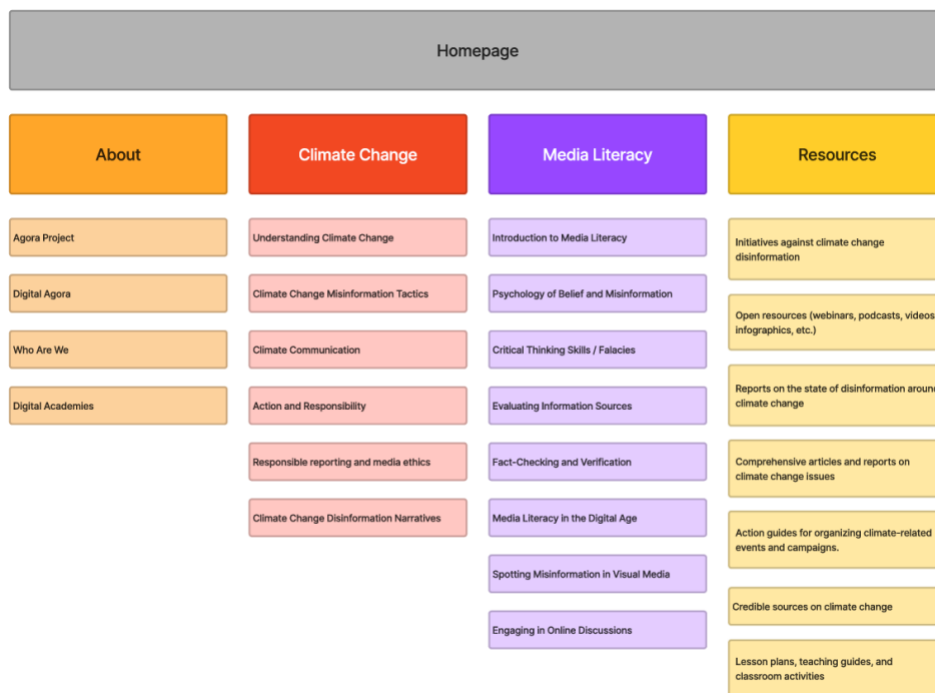 Homepage
About
Climate Change
Media Literacy
Resources
Agora Project
Digital Agora
Who Are We
Digital Academies
Understanding Climate Change
Climate Change Misinformation Tactics
Climate Communication
Action and Responsibility
Responsible reporting and media ethics
Climate Change Disinformation Narratives
Introduction to Media Literacy
Psychology of Belief and Misinformation
Critical Thinking Skills / Falacies
Evaluating Information Sources
Fact-Checking and Verification
Media Literacy in the Digital Age
Spotting Misinformation in Visual Media
Engaging in Online Discussions
Initiatives against climate change
disinformation
Open resources (webinars, podcasts, videos
infographics, etc.)
Reports on the state of disinformation aroun
climate change
Comprehensive articles and reports on
climate change issues
Action guides for organizing climate-related
events and campaigns.
Credible sources on climate change
Lesson plans, teaching guides, and
classroom activities